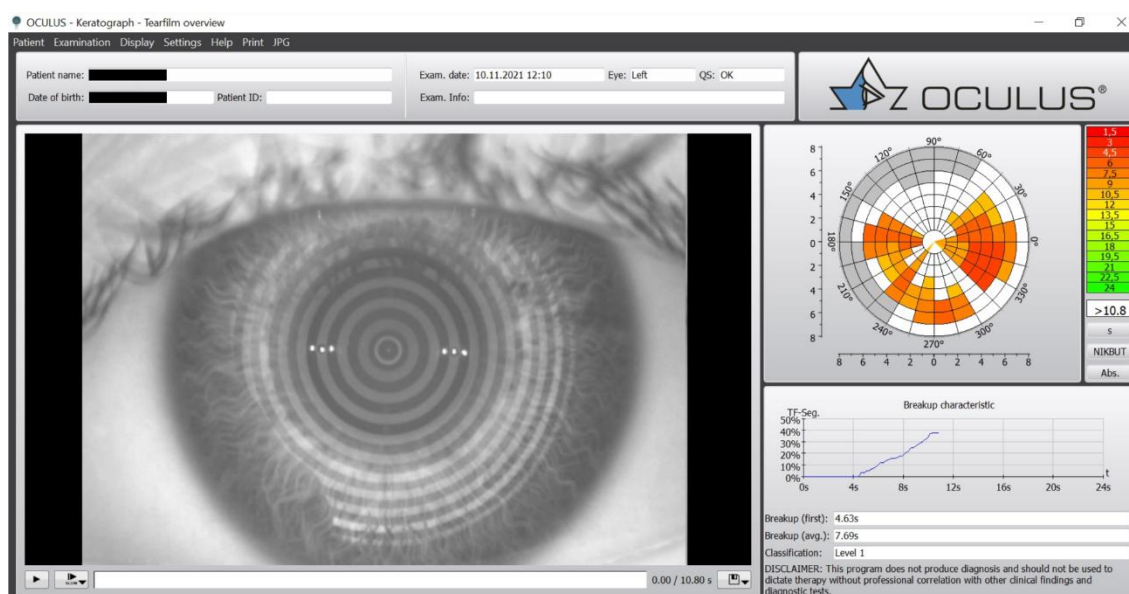 OCULUS - Keratograph - Tearfilm overview
Patient Examination Display Settings Help Print JPG
Patient name:
Date of birth: Patient ID:
Exam. date: 10.11.2021 12:10 Eye: Left QS: OK
Exam. Info:
OCULUS®
8 6 4 2 0 2 4 6 8
90° 60° 30° 0° 330° 300° 270° 240° 210° 180° 150° 120°
8 6 4 2 0 2 4 6 8
1,5
3
4,5
6
7,5
9
10,5
12
13,5
15
16,5
18
19,5
21
22,5
24
>10.8
s
NIKBUT
Abs.
Breakup characteristic
TF-Seg.
50%
40%
30%
20%
10%
0%
0s 4s 8s 12s 16s 20s 24s
t
0.00 / 10.80 s
Breakup (first): 4.63s
Breakup (avg.): 7.69s
Classification: Level 1
DISCLAIMER: This program does not produce diagnosis and should not be used to
dictate therapy without professional correlation with other clinical findings and
diagnostic tests.